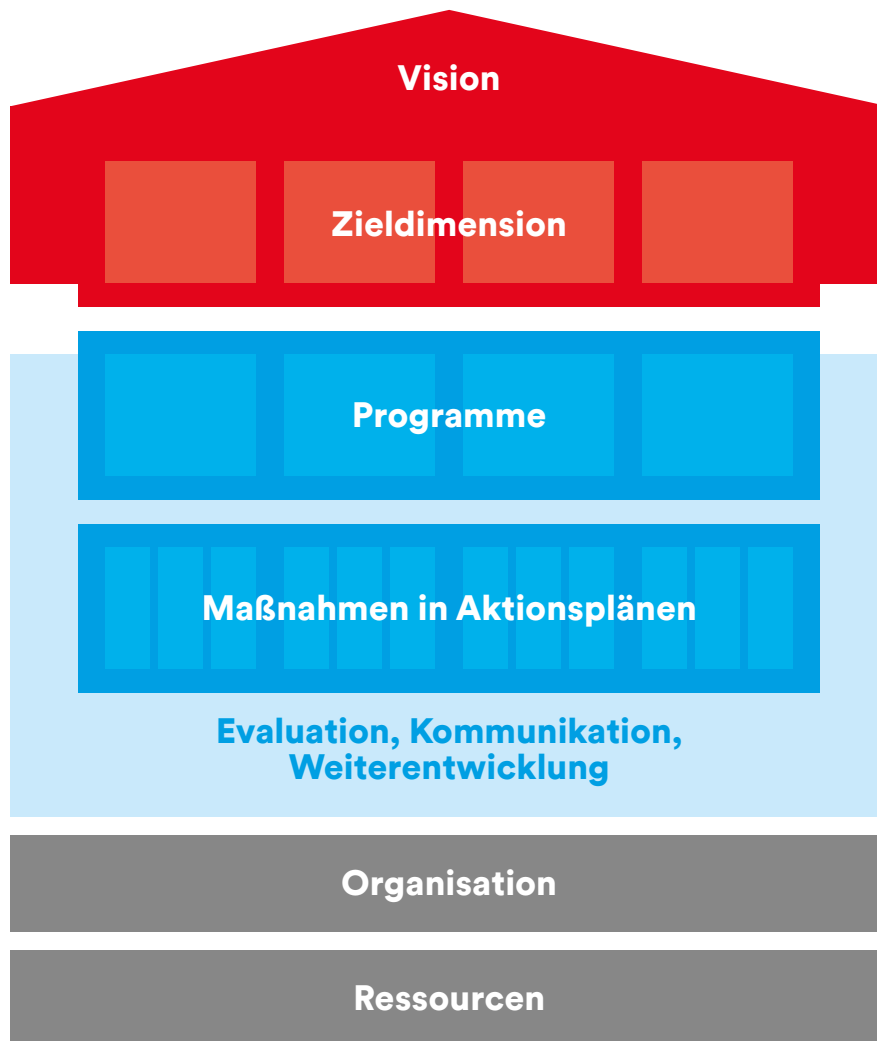 Vision
Zieldimension
Programme
Maßnahmen in Aktionsplänen
Evaluation, Kommunikation,
Weiterentwicklung
Organisation
Ressourcen